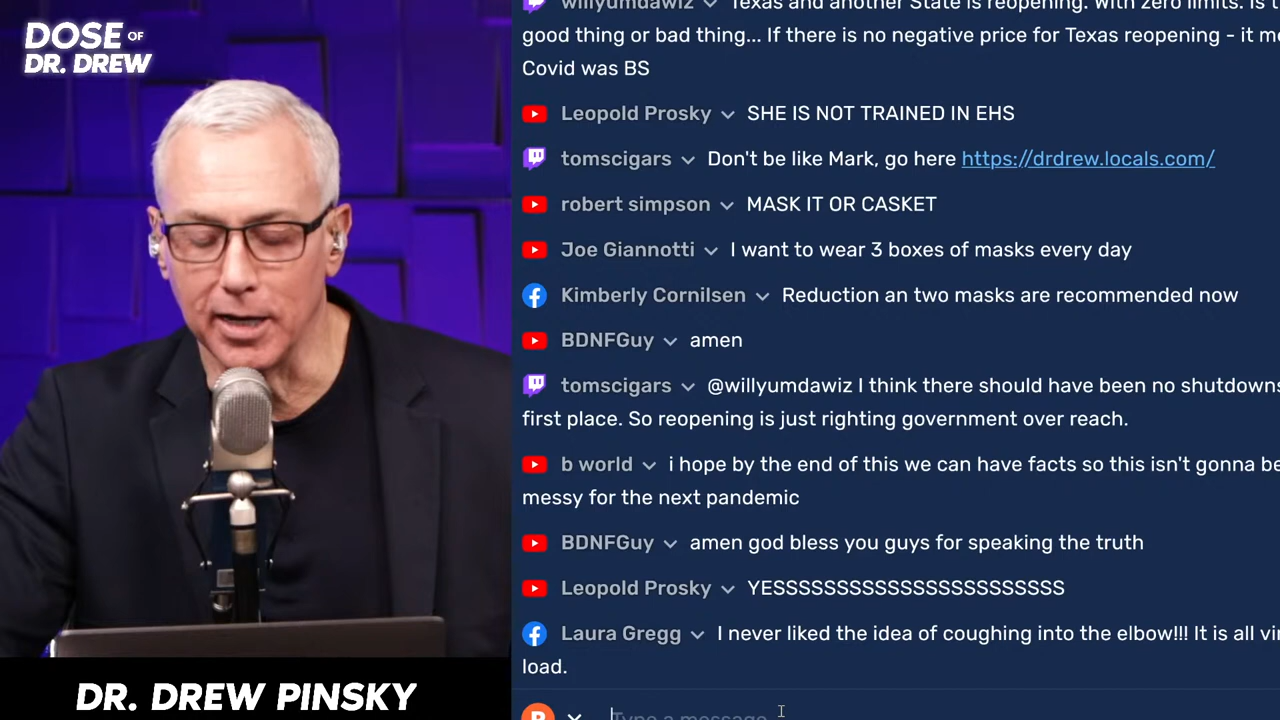 DOSE OF
DR. DREW
willyumdawiz Texas and another State is reopening. With zero limits. Is
good thing or bad thing... If there is no negative price for Texas reopening - it
Covid was BS
Leopold Prosky SHE IS NOT TRAINED IN EHS
tomscigars Don't be like Mark, go here https://drdrew.locals.com/
robert simpson MASK IT OR CASKET
Joe Giannotti I want to wear 3 boxes of masks every day
Kimberly Cornilsen Reduction an two masks are recommended now
BDNFGuy amen
tomscigars @willyumdawiz I think there should have been no shutdowns
first place. So reopening is just righting government over reach.
b world i hope by the end of this we can have facts so this isn't gonna be
messy for the next pandemic
BDNFGuy amen god bless you guys for speaking the truth
Leopold Prosky YESSSSSSSSSSSSSSSSSSSSSSS
Laura Gregg I never liked the idea of coughing into the elbow!!! It is all
load.
Type a message
DR. DREW PINSKY